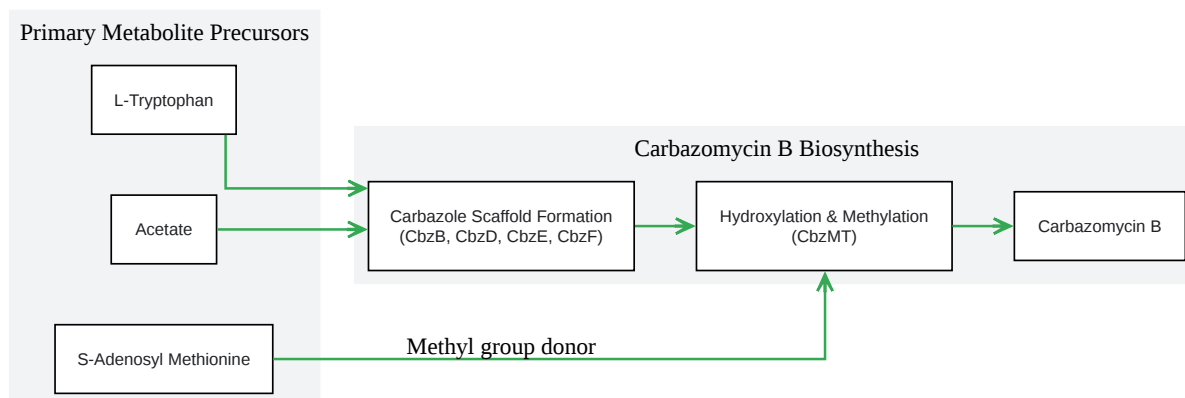 Primary Metabolite Precursors
L-Tryptophan
Acetate
S-Adenosyl Methionine
Methyl group donor
Carbazomycin B Biosynthesis
Carbazole Scaffold Formation
(CbzB, CbzD, CbzE, CbzF)
Hydroxylation & Methylation
(CbzMT)
Carbazomycin B